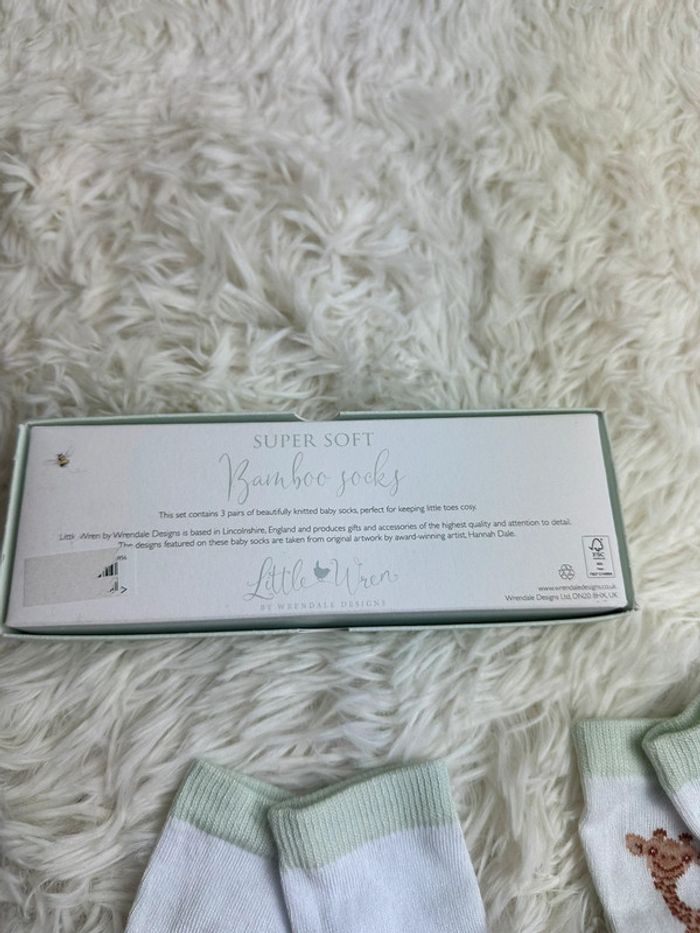 SUPER SOFT
Bamboo socks
This set contains 3 pairs of beautifully knitted baby socks, perfect for keeping little toes cosy.
Little Wren by Wrendale Designs is based in Lincolnshire, England and produces gifts and accessories of the highest quality and attention to detail.
The designs featured on these baby socks are taken from original artwork by award-winning artist, Hannah Dale.
Little Wren
BY WRENDALE DESIGNS
FSC
www.wrendaledesigns.co.uk
Wrendale Designs Ltd, DN20 8HX, UK